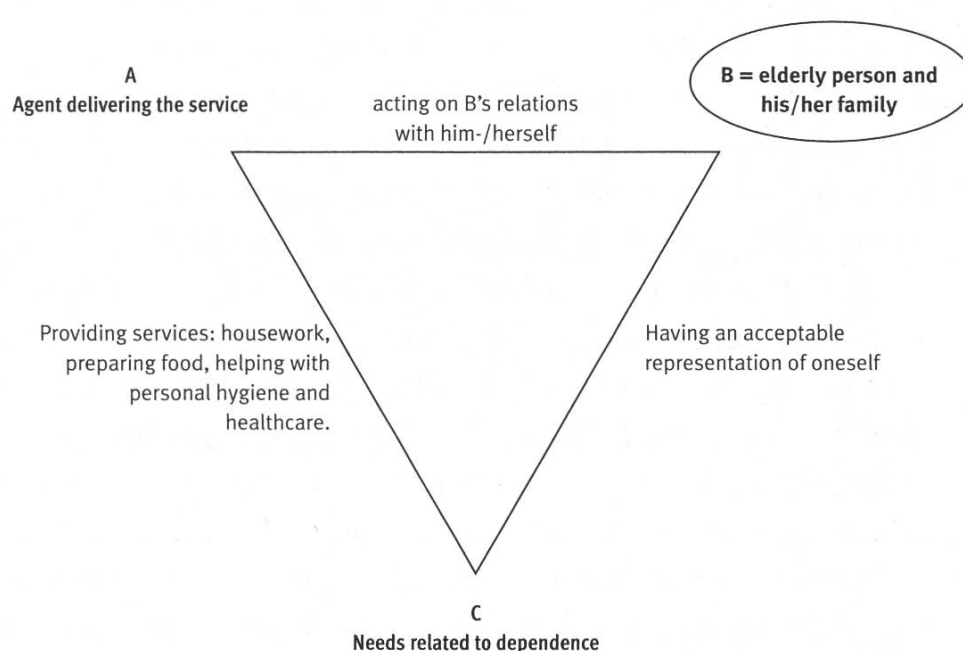 A
Agent delivering the service
acting on B's relations
with him-/herself
B = elderly person and
his/her family
Providing services: housework,
preparing food, helping with
personal hygiene and
healthcare.
Having an acceptable
representation of oneself
C
Needs related to dependence